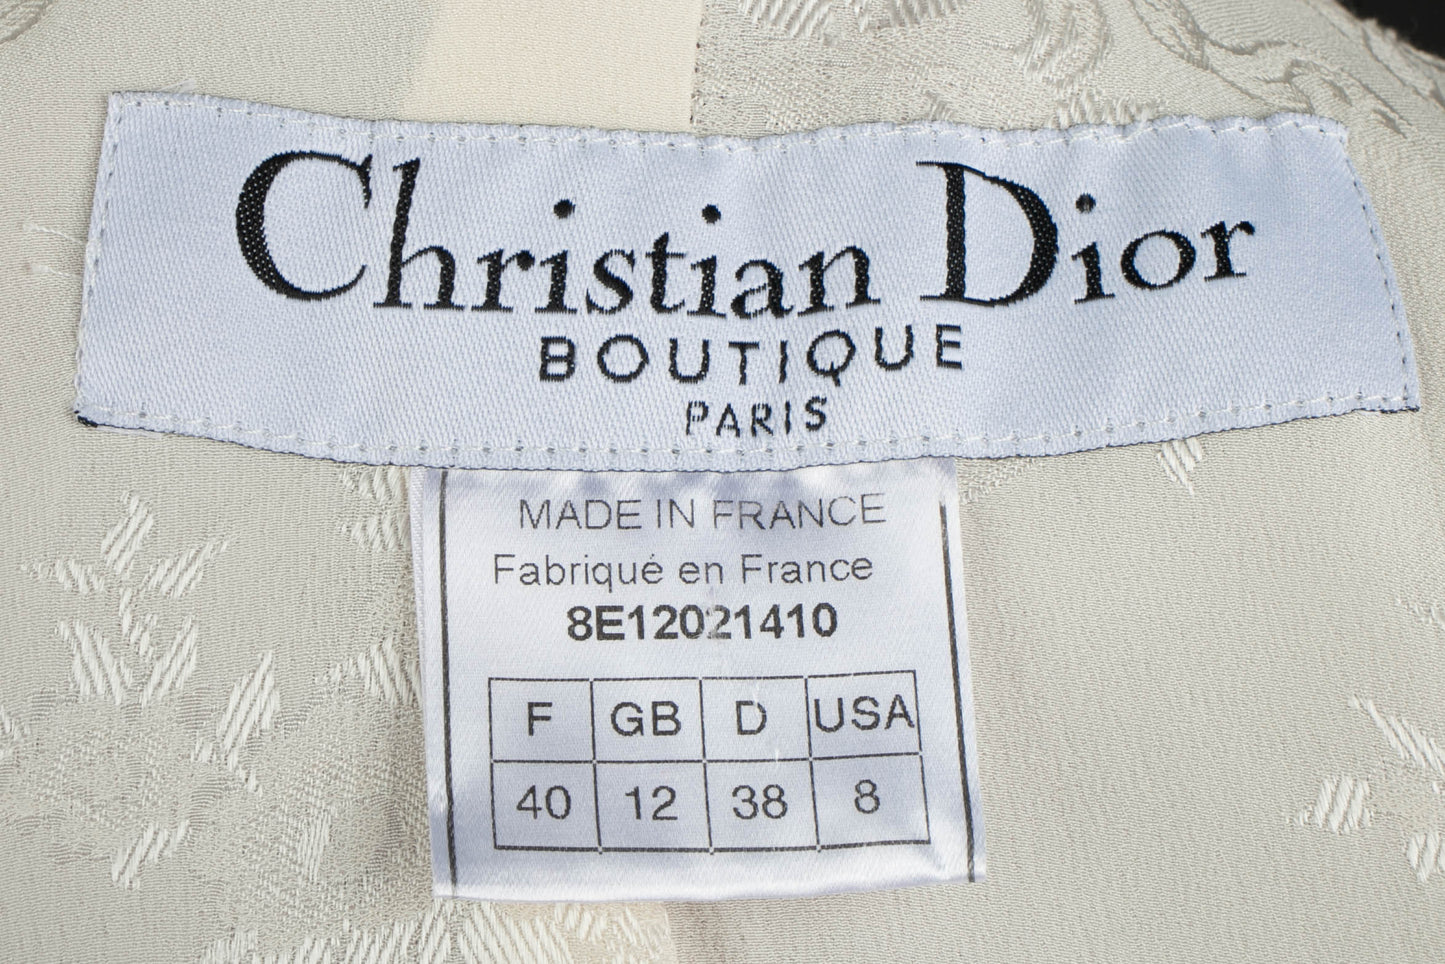 Christian Dior
BOUTIQUE
PARIS
MADE IN FRANCE
Fabriqué en France
8E12021410
F GB D USA
40 12 38 8